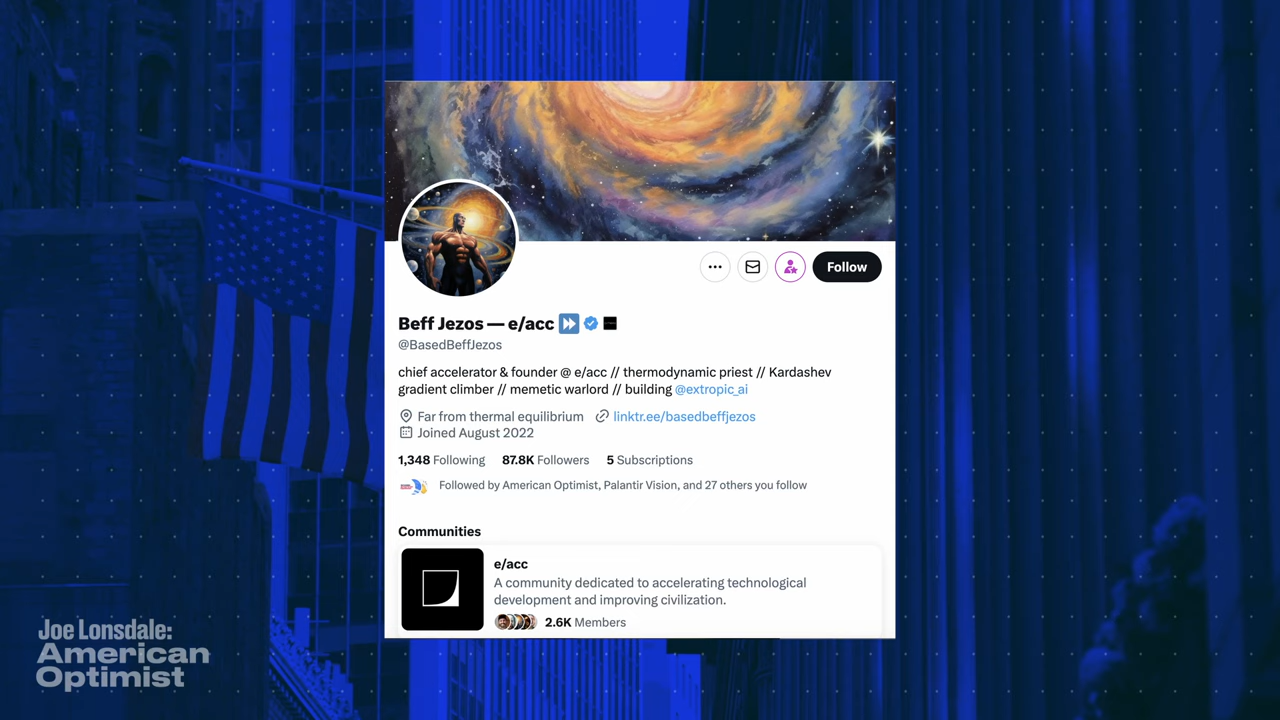 Follow
Beff Jezos — e/acc ⏩
@BasedBeffJezos
chief accelerator & founder @ e/acc // thermodynamic priest // Kardashev
gradient climber // memetic warlord // building @extropic_ai
Far from thermal equilibrium linktr.ee/basedbeffjezos
Joined August 2022
1,348 Following 87.8K Followers 5 Subscriptions
Followed by American Optimist, Palantir Vision, and 27 others you follow
Communities
e/acc
A community dedicated to accelerating technological
development and improving civilization.
2.6K Members
Joe Lonsdale:
American
Optimist